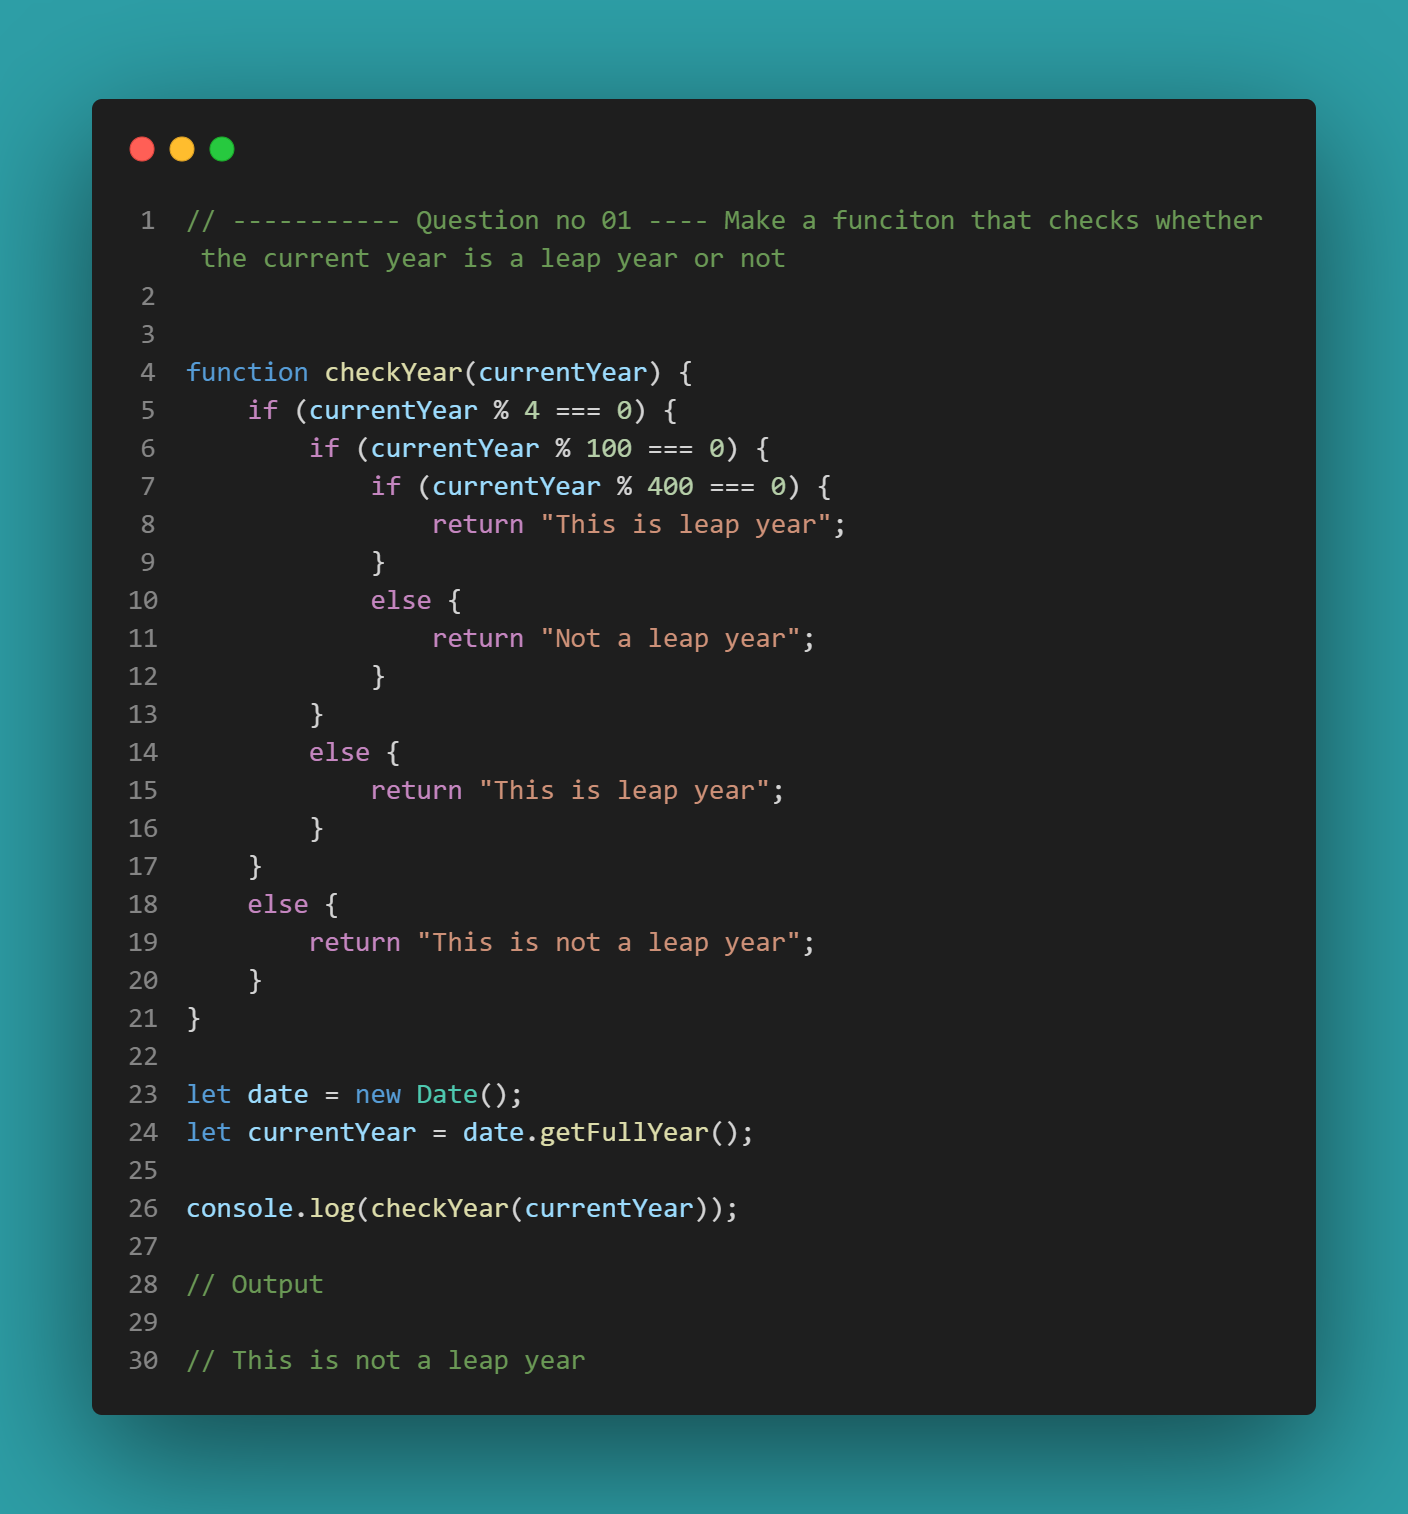 1 // ----------- Question no 01 ---- Make a funciton that checks whether
the current year is a leap year or not
2
3
4 function checkYear(currentYear) {
5     if (currentYear % 4 === 0) {
6         if (currentYear % 100 === 0) {
7             if (currentYear % 400 === 0) {
8                 return "This is leap year";
9             }
10             else {
11                 return "Not a leap year";
12             }
13         }
14         else {
15             return "This is leap year";
16         }
17     }
18     else {
19         return "This is not a leap year";
20     }
21 }
22
23 let date = new Date();
24 let currentYear = date.getFullYear();
25
26 console.log(checkYear(currentYear));
27
28 // Output
29
30 // This is not a leap year